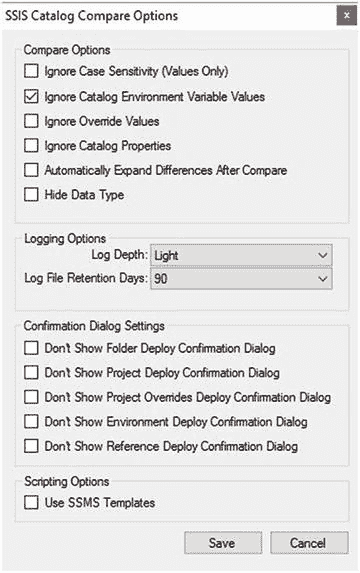 SSIS Catalog Compare Options
x
Compare Options
Ignore Case Sensitivity (Values Only)
Ignore Catalog Environment Variable Values
Ignore Override Values
Ignore Catalog Properties
Automatically Expand Differences After Compare
Hide Data Type
Logging Options
Log Depth: Light
Log File Retention Days: 90
Confirmation Dialog Settings
Don't Show Folder Deploy Confirmation Dialog
Don't Show Project Deploy Confirmation Dialog
Don't Show Project Overrides Deploy Confirmation Dialog
Don't Show Environment Deploy Confirmation Dialog
Don't Show Reference Deploy Confirmation Dialog
Scripting Options
Use SSMS Templates
Save Cancel